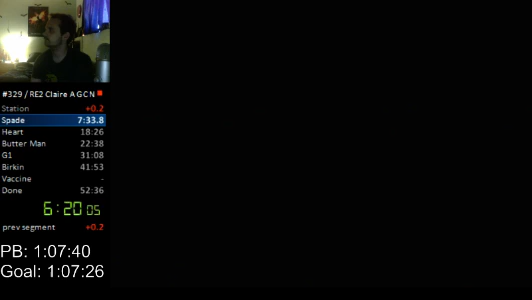 #329 / RE2 Claire A GCN
Station +0.2
Spade 7:33.8
Heart 18:26
Butter Man 22:38
G1 31:08
Birkin 41:53
Vaccine -
Done 52:36
6:20 05
prev segment +0.2
PB: 1:07:40
Goal: 1:07:26